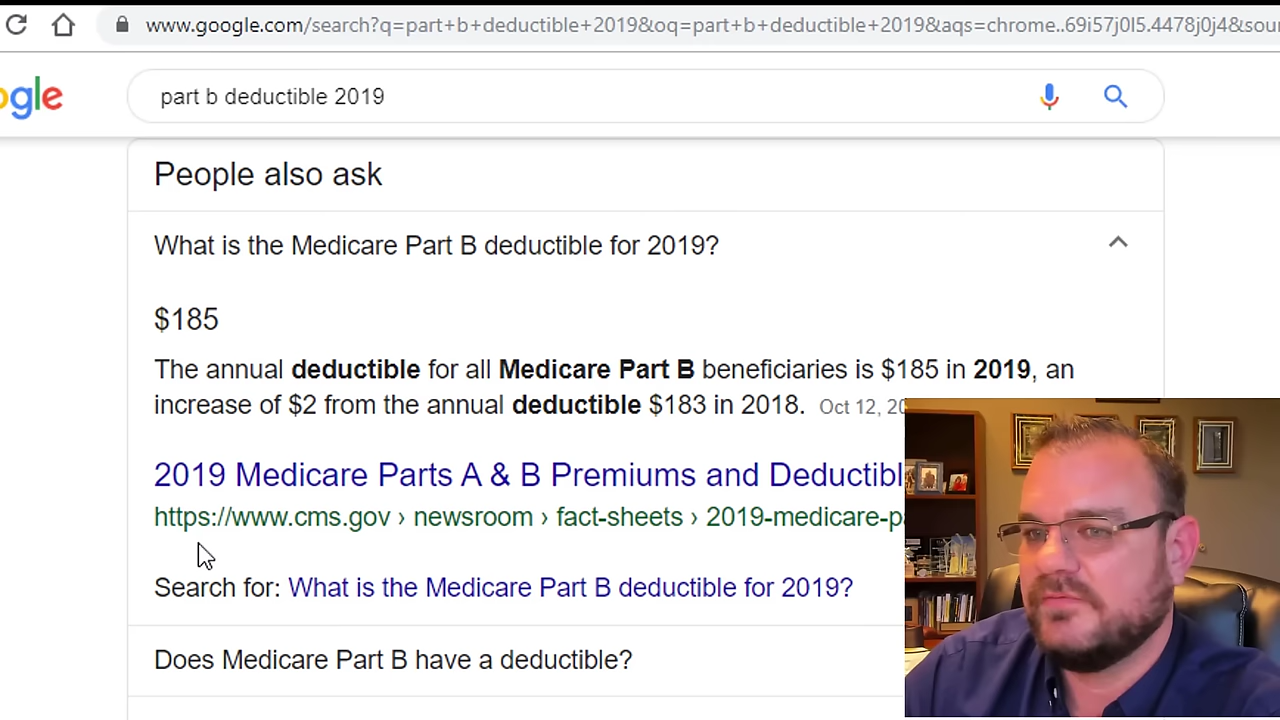 www.google.com/search?q=part+b+deductible+2019&oq=part+b+deductible+2019&aqs=chrome..69i57j0l5.4478j0j4&sou
ogle
part b deductible 2019
People also ask
What is the Medicare Part B deductible for 2019?
$185
The annual deductible for all Medicare Part B beneficiaries is $185 in 2019, an
increase of $2 from the annual deductible $183 in 2018. Oct 12, 20
2019 Medicare Parts A & B Premiums and Deductibl
https://www.cms.gov › newsroom › fact-sheets › 2019-medicare-pa
Search for: What is the Medicare Part B deductible for 2019?
Does Medicare Part B have a deductible?